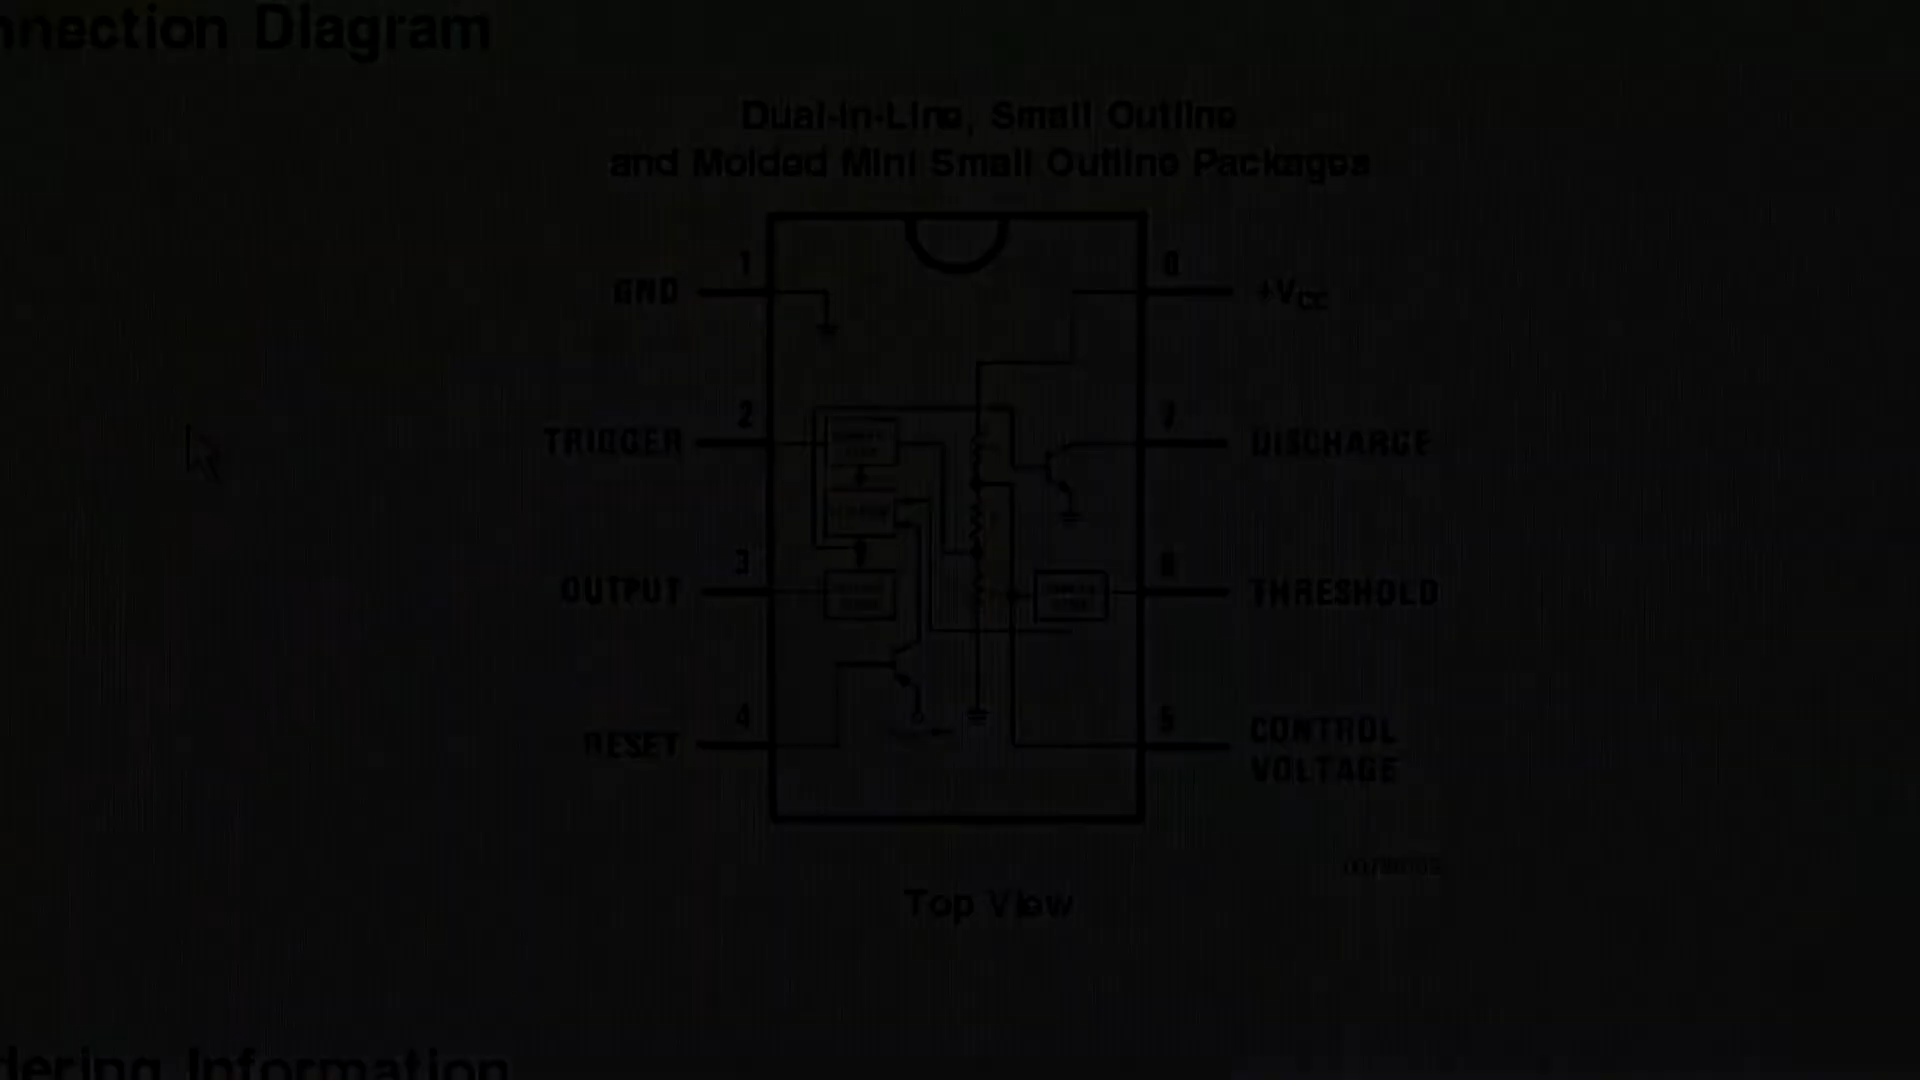 nnection Diagram
Dual-In-Line, Small Outline
and Molded Mini Small Outline Packages
1
8
GND
+VCC
2
7
TRIGGER
DISCHARGE
3
6
OUTPUT
THRESHOLD
4
5
RESET
CONTROL
VOLTAGE
Top View
dering Information